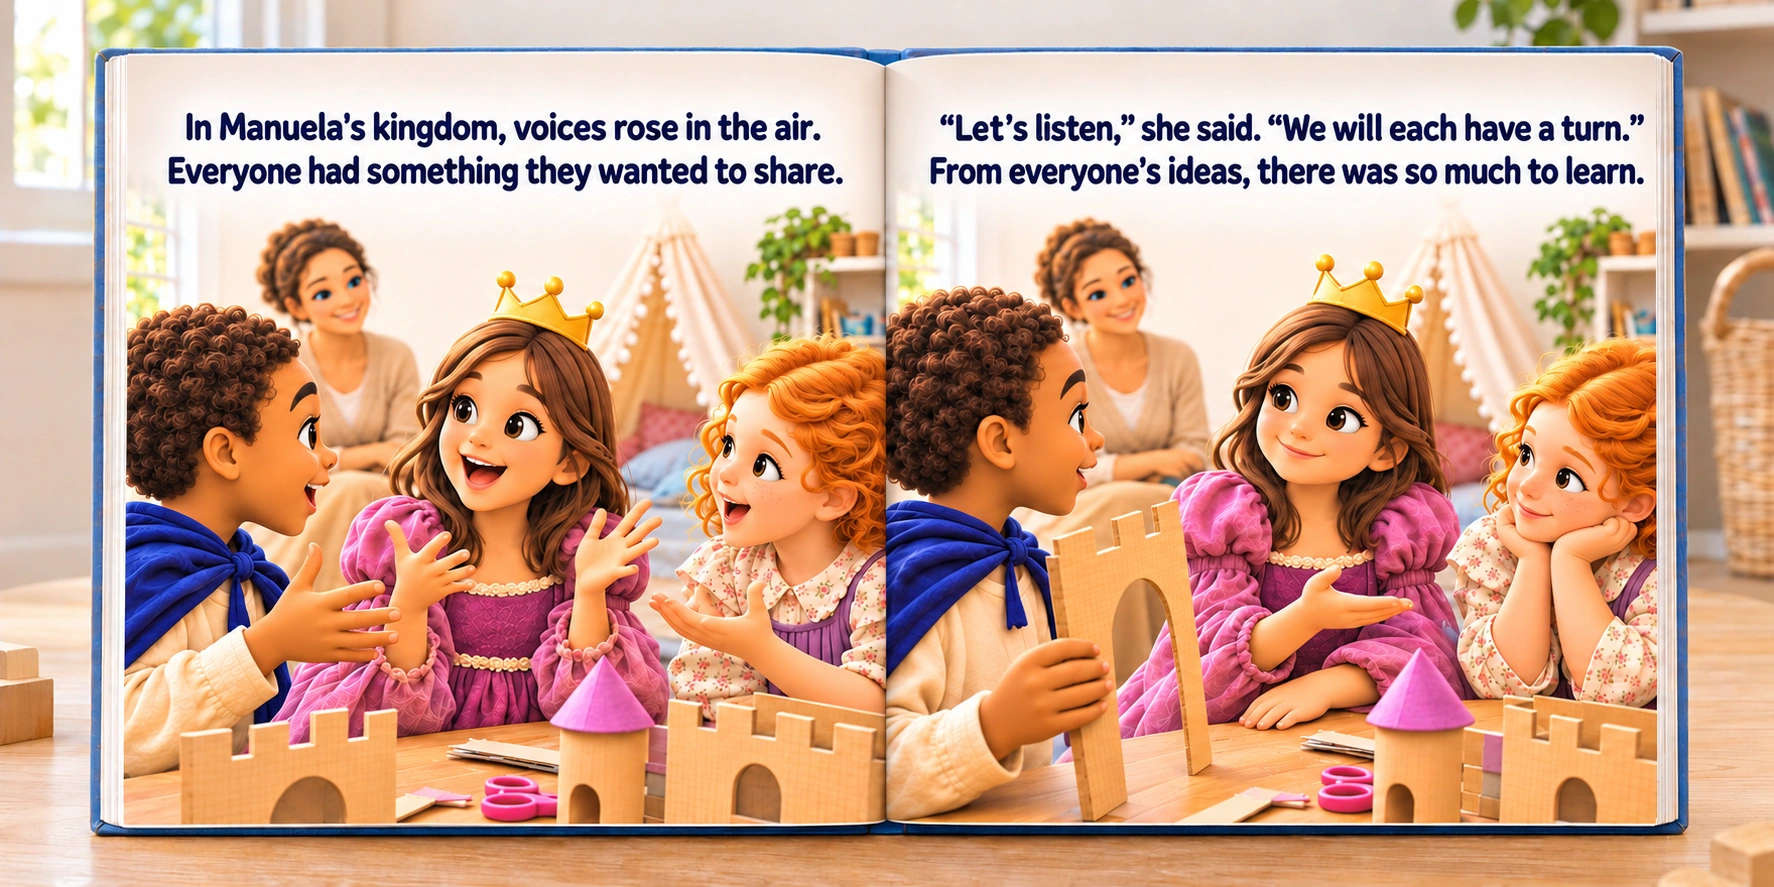 In Manuela’s kingdom, voices rose in the air.
Everyone had something they wanted to share.
“Let’s listen,” she said. “We will each have a turn.”
From everyone’s ideas, there was so much to learn.